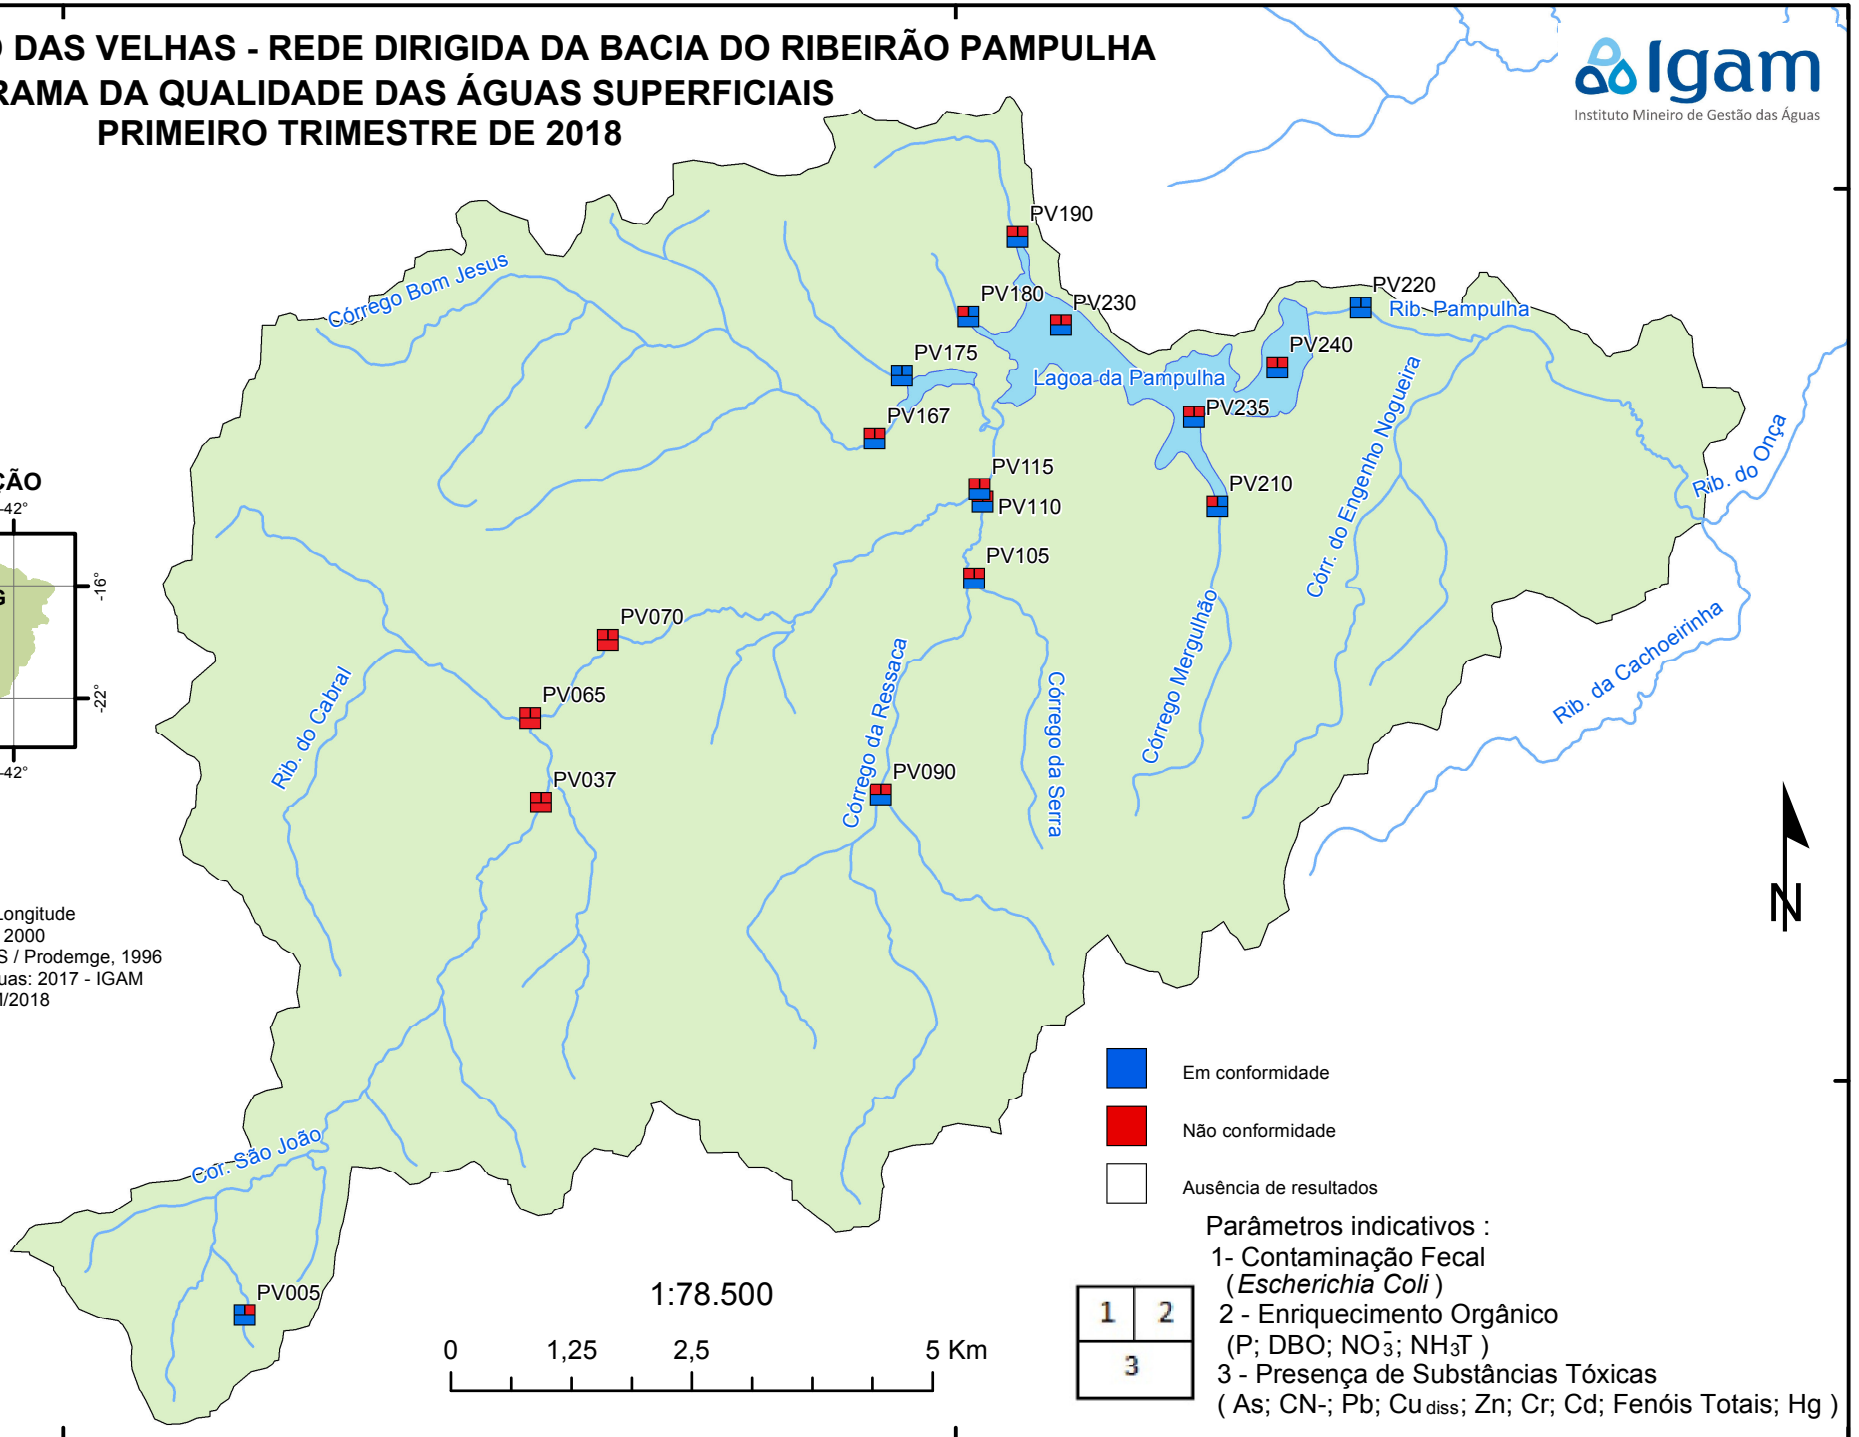 DAS VELHAS - REDE DIRIGIDA DA BACIA DO RIBEIRÃO PAMPULHA
RAMA DA QUALIDADE DAS ÁGUAS SUPERFICIAIS
PRIMEIRO TRIMESTRE DE 2018
Igam
Instituto Mineiro de Gestão das Águas
PV190
Córrego Bom Jesus
PV180
PV230
PV220
Rib. Pampulha
PV175
PV240
Lagoa da Pampulha
PV167
PV235
Córr. do Engenho Nogueira
Rib. do Onça
PV115
PV210
PV110
ÇÃO
-42°
-16°
G
-22°
-42°
PV105
PV070
Rib. da Cachoeirinha
Córrego Mergulhão
Córrego da Ressaca
Córrego da Serra
Rib. do Cabral
PV065
PV037
PV090
N
Longitude
2000
S / Prodemge, 1996
uas: 2017 - IGAM
M/2018
Cor. São João
PV005
1:78.500
0 1,25 2,5 5 Km
Em conformidade
Não conformidade
Ausência de resultados
Parâmetros indicativos :
1- Contaminação Fecal
(Escherichia Coli )
2 - Enriquecimento Orgânico
(P; DBO; NO₃⁻; NH₃T )
3 - Presença de Substâncias Tóxicas
( As; CN-; Pb; Cu diss; Zn; Cr; Cd; Fenóis Totais; Hg )
1 2
3